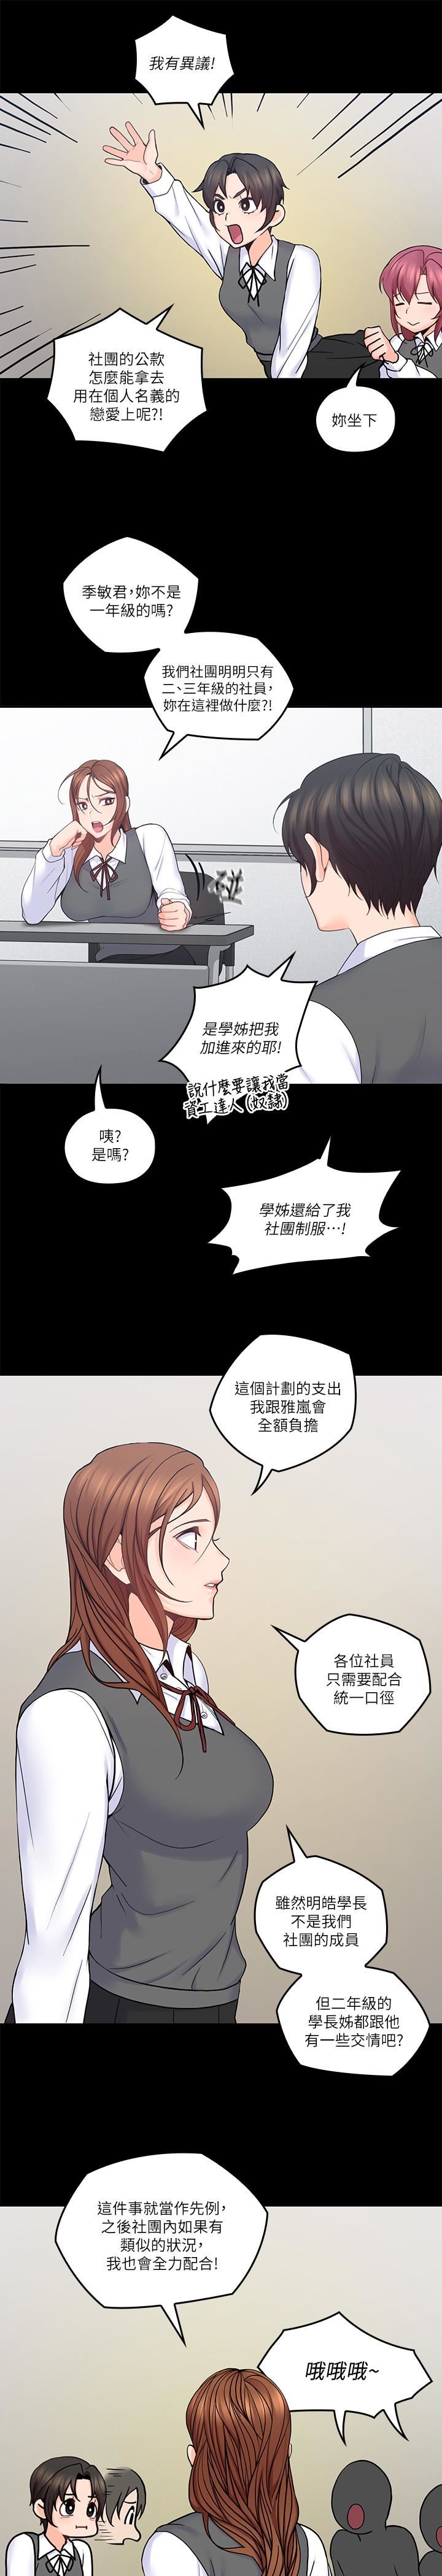 我有異議!
社團的公款
怎麼能拿去
用在個人名義的
戀愛上呢?!
妳坐下
季敏君,妳不是
一年級的嗎?
我們社團明明只有
二、三年級的社員,
妳在這裡做什麼?!
碰
是學姊把我
加進來的耶!
說什麼要讓我當
資工達人(奴隸)
咦?
是嗎?
學姊還給了我
社團制服…!
這個計劃的支出
我跟雅嵐會
全額負擔
各位社員
只需要配合
統一口徑
雖然明皓學長
不是我們
社團的成員
但二年級的
學長姊都跟他
有一些交情吧?
這件事就當作先例,
之後社團內如果有
類似的狀況,
我也會全力配合!
哦哦哦~